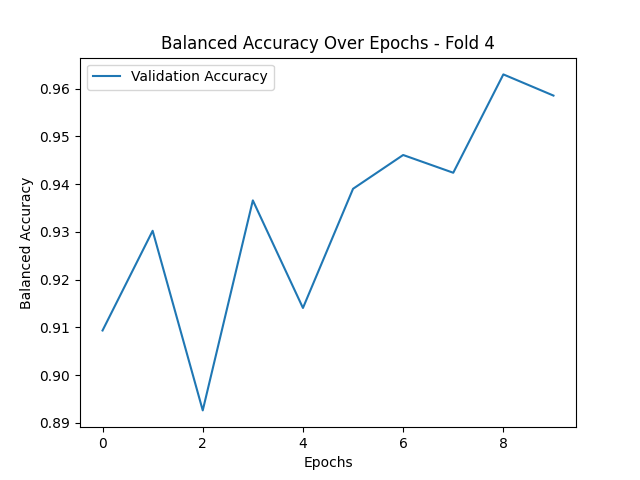 Balanced Accuracy Over Epochs - Fold 4
Validation Accuracy
Balanced Accuracy
0.96
0.95
0.94
0.93
0.92
0.91
0.90
0.89
0 2 4 6 8
Epochs